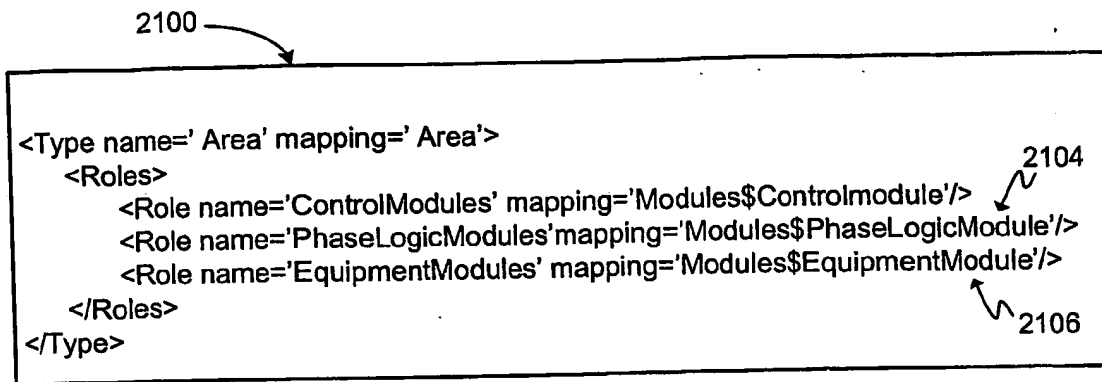 2100
<Type name=' Area' mapping=' Area'>
<Roles>
2104
<Role name='ControlModules' mapping='Modules$Controlmodule'/>
<Role name='PhaseLogicModules'mapping='Modules$PhaseLogicModule'/>
<Role name='EquipmentModules' mapping='Modules$EquipmentModule'/>
</Roles>
2106
</Type>